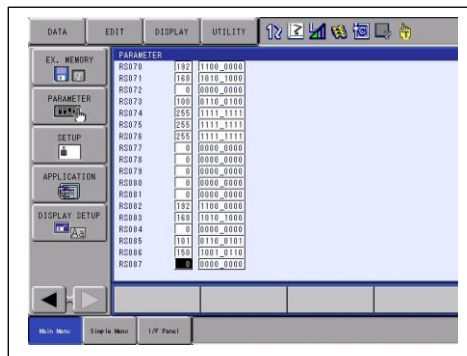 DATA EDIT DISPLAY UTILITY
EX. MEMORY
PARAMETER
SETUP
APPLICATION
DISPLAY SETUP
PARAMETER
RS070 192 1100_0000
RS071 168 1010_1000
RS072 0 0000_0000
RS073 100 0110_0100
RS074 255 1111_1111
RS075 255 1111_1111
RS076 255 1111_1111
RS077 0 0000_0000
RS078 0 0000_0000
RS079 0 0000_0000
RS080 0 0000_0000
RS081 0 0000_0000
RS082 192 1100_0000
RS083 168 1010_1000
RS084 0 0000_0000
RS085 101 0110_0101
RS086 150 1001_0110
RS087 0 0000_0000
Main Menu Simple Menu I/F Panel